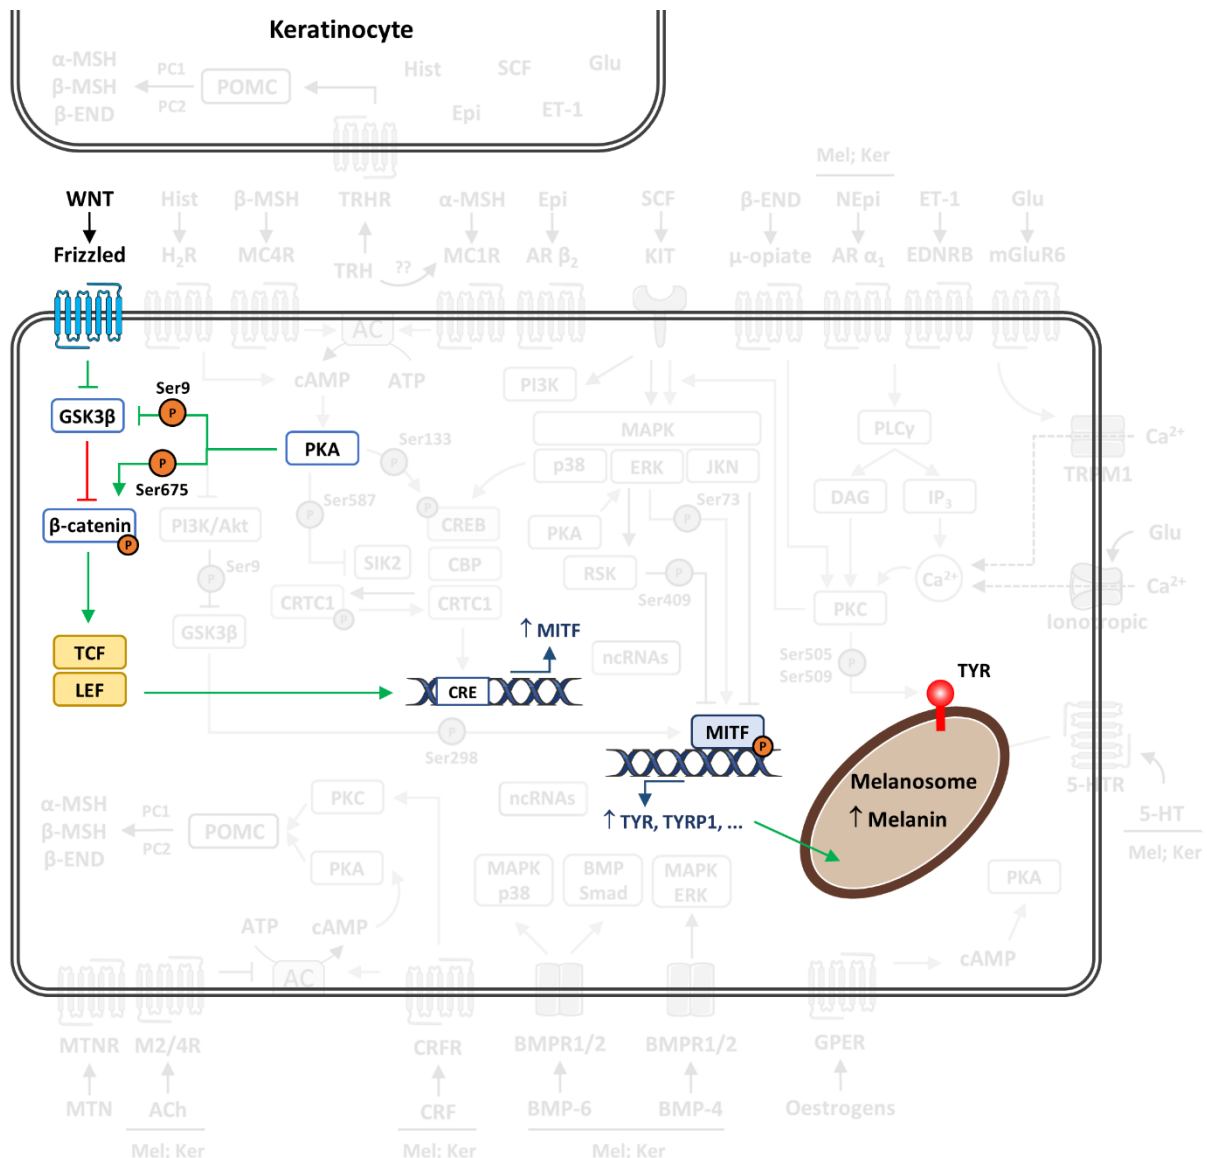 Keratinocyte
α-MSH
β-MSH
β-END
PC1
PC2
POMC
Hist
SCF
Glu
Epi
ET-1
Mel; Ker
WNT
Hist
β-MSH
TRHR
α-MSH
Epi
SCF
β-END
NEpi
ET-1
Glu
Frizzled
H2R
MC4R
TRH
??
MC1R
AR β2
KIT
μ-opiate
AR α1
EDNRB
mGluR6
AC
cAMP
ATP
PI3K
Ser9
P
GSK3β
PKA
Ser133
P
MAPK
PLCγ
Ca2+
TRPM1
P
Ser675
p38
ERK
JKN
DAG
IP3
β-catenin
P
PI3K/Akt
P
Ser587
P
CREB
Ser73
P
PKA
Glu
SIK2
CBP
Ser9
P
RSK
P
Ser409
Ca2+
Ca2+
Ionotropic
CRTC1
P
CRTC1
PKC
GSK3β
↑ MITF
ncRNAs
Ser505
Ser509
P
TCF
LEF
CRE
TYR
P
Ser298
MITF
P
5-HTR
Melanosome
↑ Melanin
5-HT
Mel; Ker
α-MSH
β-MSH
β-END
PC1
PC2
POMC
PKC
PKA
ncRNAs
↑ TYR, TYRP1, ...
MAPK
p38
BMP
Smad
MAPK
ERK
PKA
ATP
cAMP
AC
cAMP
MTNR
M2/4R
CRFR
BMPR1/2
BMPR1/2
GPER
MTN
ACh
CRF
BMP-6
BMP-4
Oestrogens
Mel; Ker
Mel; Ker
Mel; Ker